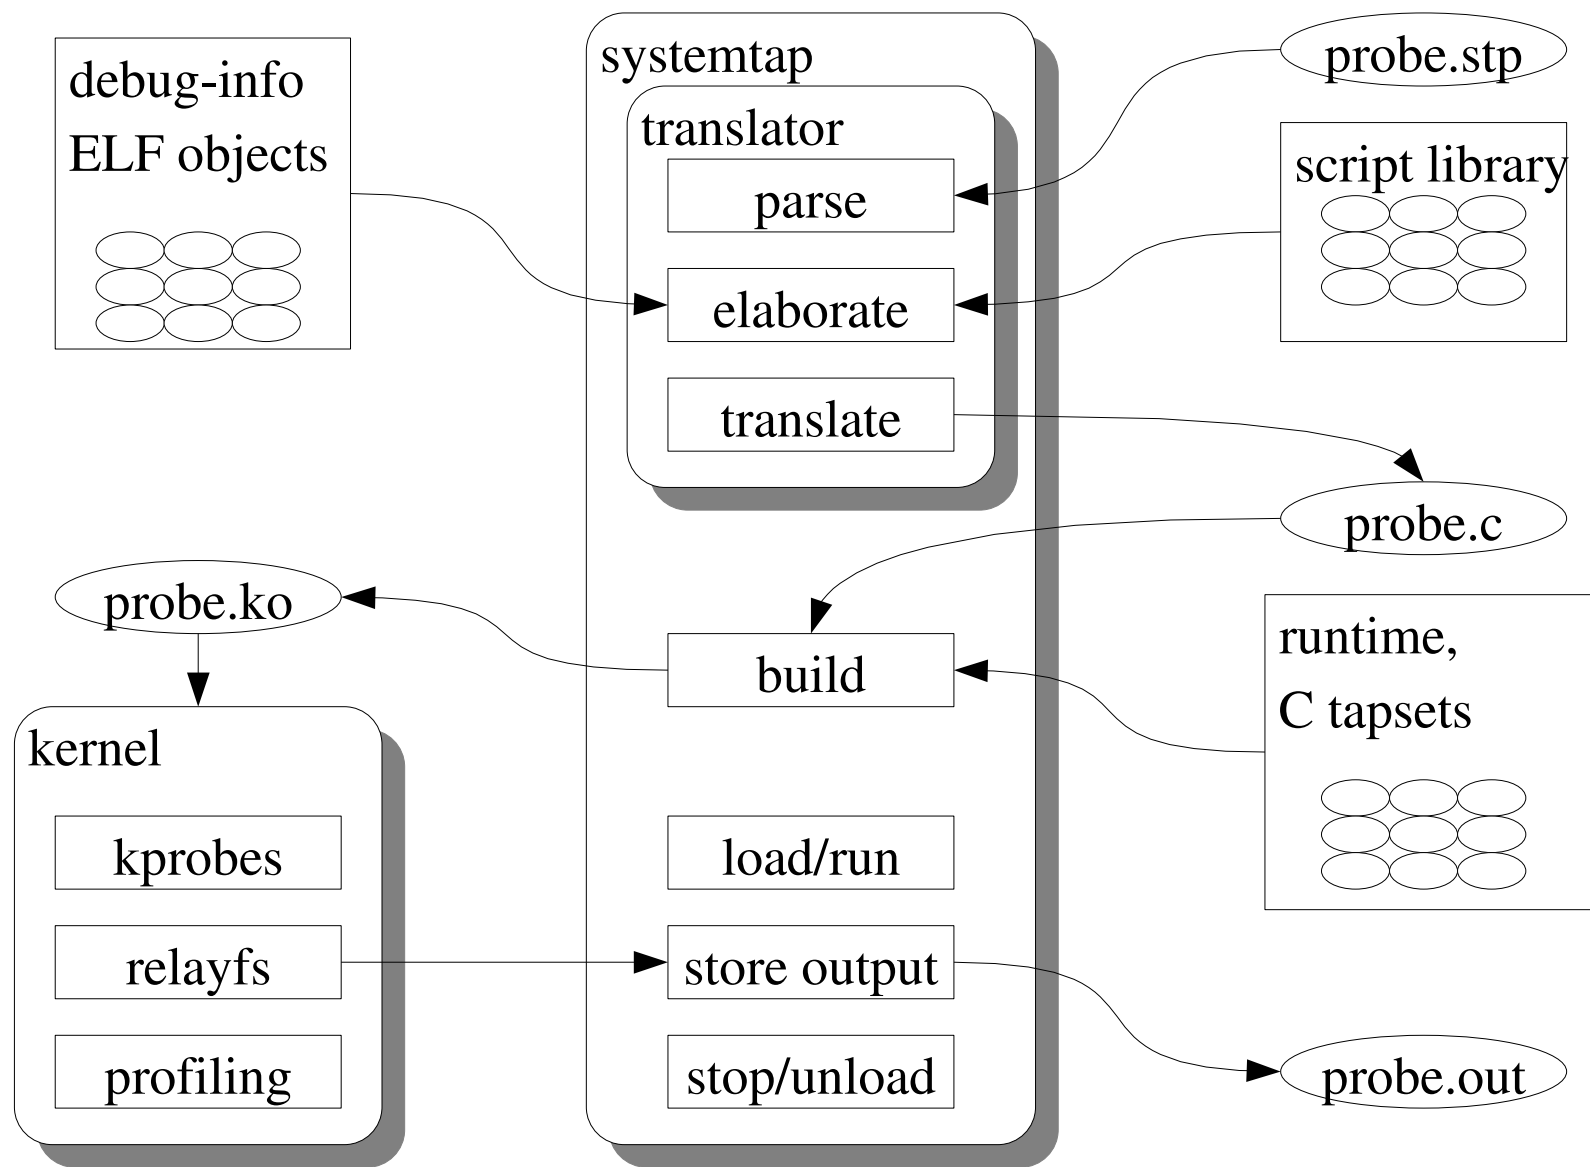 debug-info
ELF objects
systemtap
translator
parse
elaborate
translate
probe.stp
script library
probe.c
probe.ko
build
runtime,
C tapsets
kernel
kprobes
relayfs
profiling
load/run
store output
stop/unload
probe.out